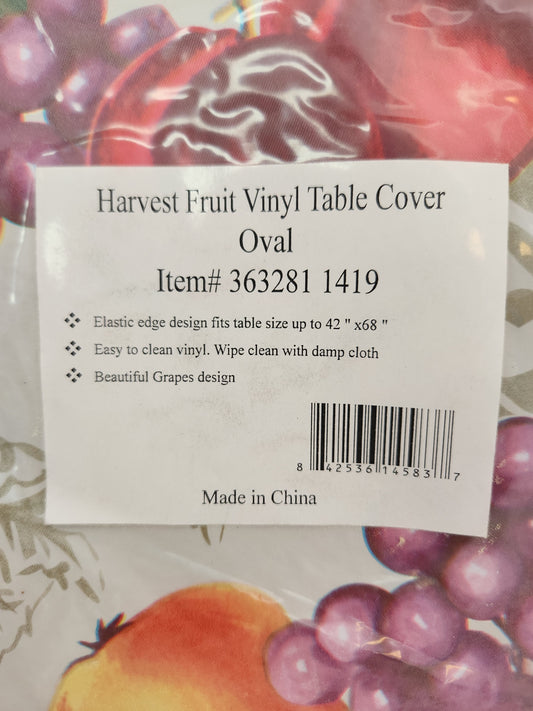 Harvest Fruit Vinyl Table Cover
Oval
Item# 363281 1419
❖ Elastic edge design fits table size up to 42 " x68 "
❖ Easy to clean vinyl. Wipe clean with damp cloth
❖ Beautiful Grapes design
8 42536 14583 7
Made in China